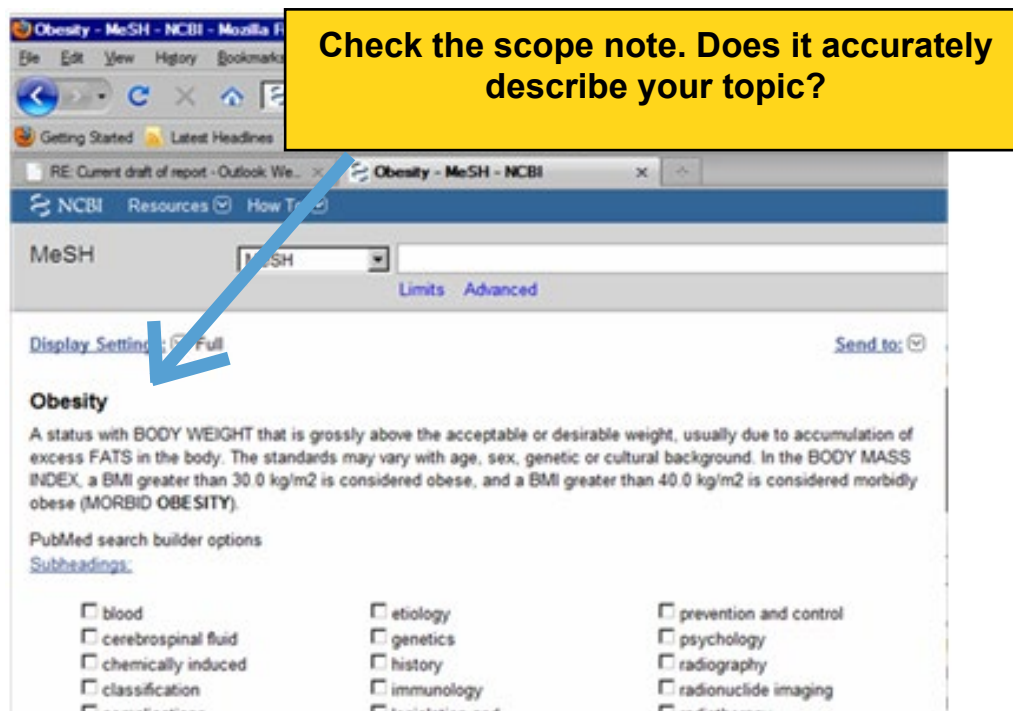 Obesity - MeSH - NCBI - Mozilla F
Check the scope note. Does it accurately
describe your topic?
File Edit View History Bookmarks
Getting Started Latest Headlines
RE: Current draft of report - Outlook We... × Obesity - MeSH - NCBI ×
NCBI Resources How To
MeSH MeSH
Limits Advanced
Display Settings: Full Send to:
Obesity
A status with BODY WEIGHT that is grossly above the acceptable or desirable weight, usually due to accumulation of
excess FATS in the body. The standards may vary with age, sex, genetic or cultural background. In the BODY MASS
INDEX, a BMI greater than 30.0 kg/m2 is considered obese, and a BMI greater than 40.0 kg/m2 is considered morbidly
obese (MORBID OBESITY).
PubMed search builder options
Subheadings:
blood etiology prevention and control
cerebrospinal fluid genetics psychology
chemically induced history radiography
classification immunology radionuclide imaging
complications legislation and radiotherapy